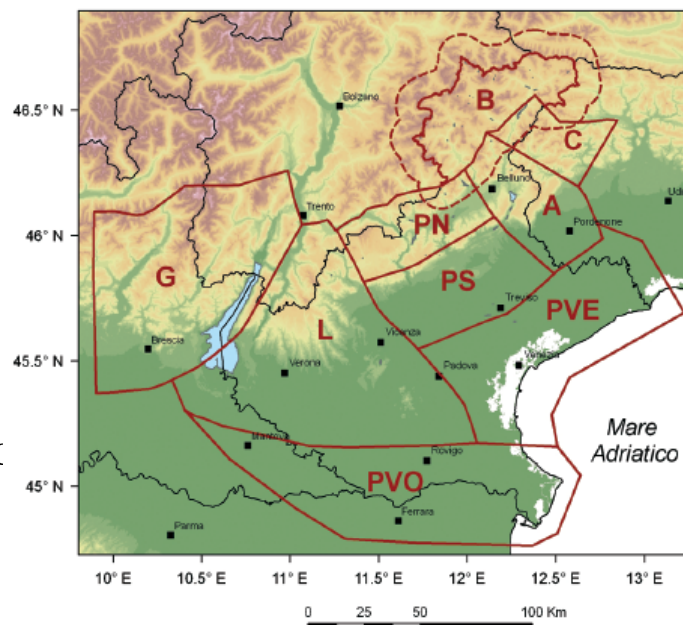 46.5° N
46° N
45.5° N
45° N
Bolzano
B
C
Belluno
Trento
PN
A
Pordenone
G
PS
Treviso
PVE
Brescia
L
Vicenza
Verona
Padova
Venezia
Mare
Adriatico
Mantova
Rovigo
PVO
Ferrara
Parma
10° E
10.5° E
11° E
11.5° E
12° E
12.5° E
13° E
0 25 50 100 Km